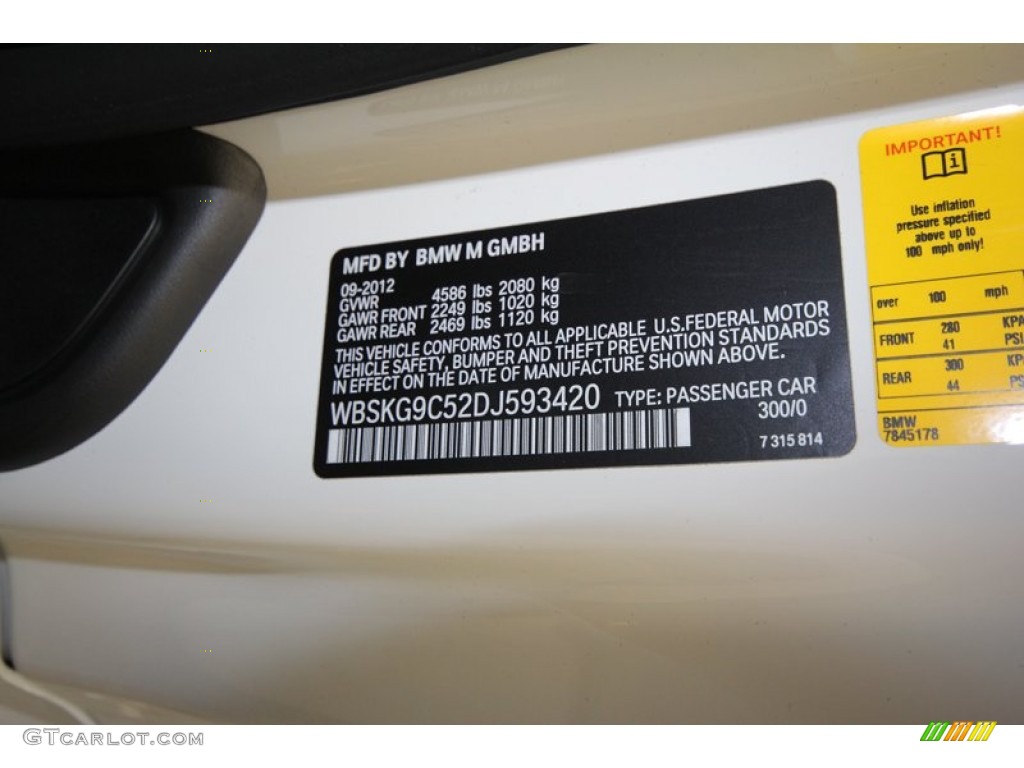 MFD BY BMW M GMBH
09-2012
GVWR 4586 lbs 2080 kg
GAWR FRONT 2249 lbs 1020 kg
GAWR REAR 2469 lbs 1120 kg
THIS VEHICLE CONFORMS TO ALL APPLICABLE U.S.FEDERAL MOTOR
VEHICLE SAFETY, BUMPER AND THEFT PREVENTION STANDARDS
IN EFFECT ON THE DATE OF MANUFACTURE SHOWN ABOVE.
WBSKG9C52DJ593420 TYPE: PASSENGER CAR
300/0
7 315 814
IMPORTANT!
i
Use inflation
pressure specified
above up to
100 mph only!
over 100 mph
FRONT 280 KPA
41 PSI
REAR 300 KP
44 PS
BMW
7845178
GTCARLOT.COM